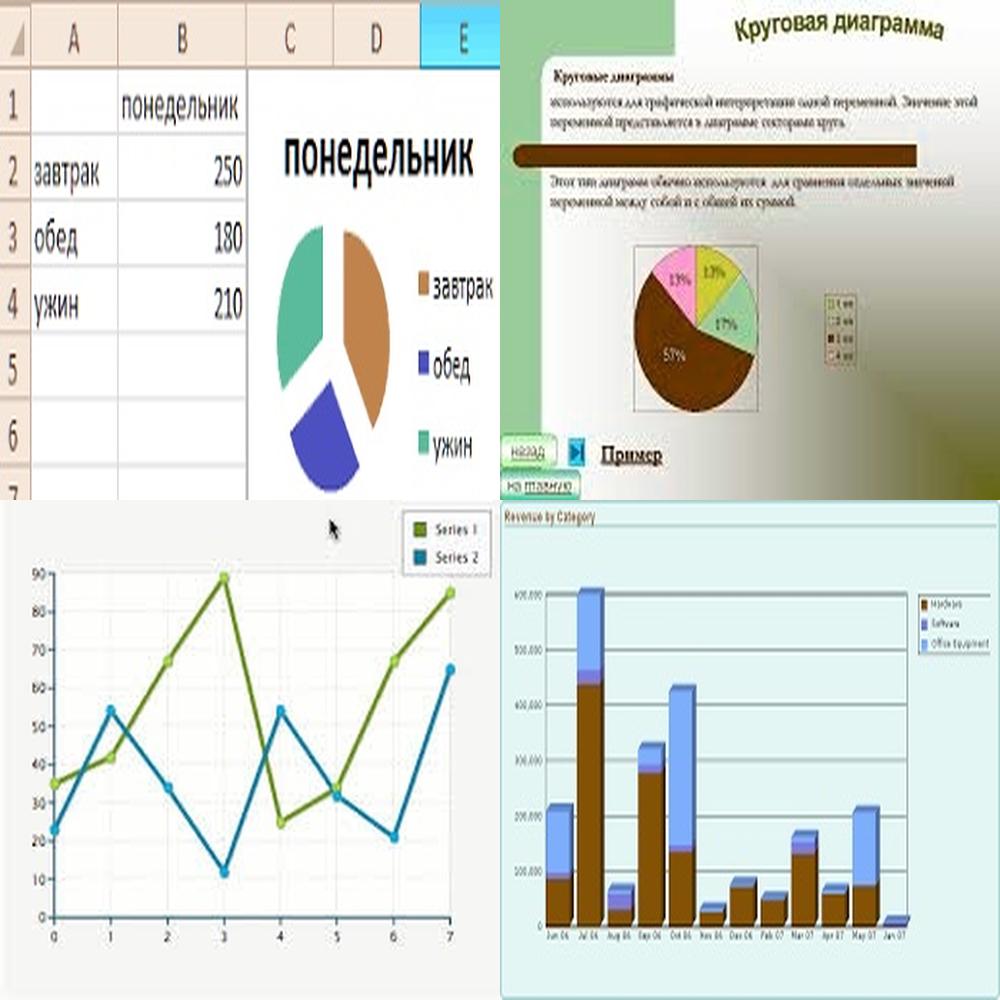 A B C D E
1 понедельник
2 завтрак 250
3 обед 180
4 ужин 210
5
6
7
понедельник
завтрак
обед
ужин
Круговая диаграмма
Круговые диаграммы
используются для графической интерпретации одной переменной. Значение этой
переменной представляется в диаграмме секторами круга.
Этот тип диаграмм обычно используются для сравнения отдельных значений
переменной между собой и с общей их суммой.
13% 13%
17%
57%
назад
Пример
на главную
Series 1
Series 2
90
80
70
60
50
40
30
20
10
0
0 1 2 3 4 5 6 7
Revenue by Category
600,000
500,000
400,000
300,000
200,000
100,000
0
Jun 06 Jul 06 Aug 06 Sep 06 Oct 06 Nov 06 Dec 06 Feb 07 Mar 07 Apr 07 May 07 Jan 07
Hardware
Software
Office Equipment